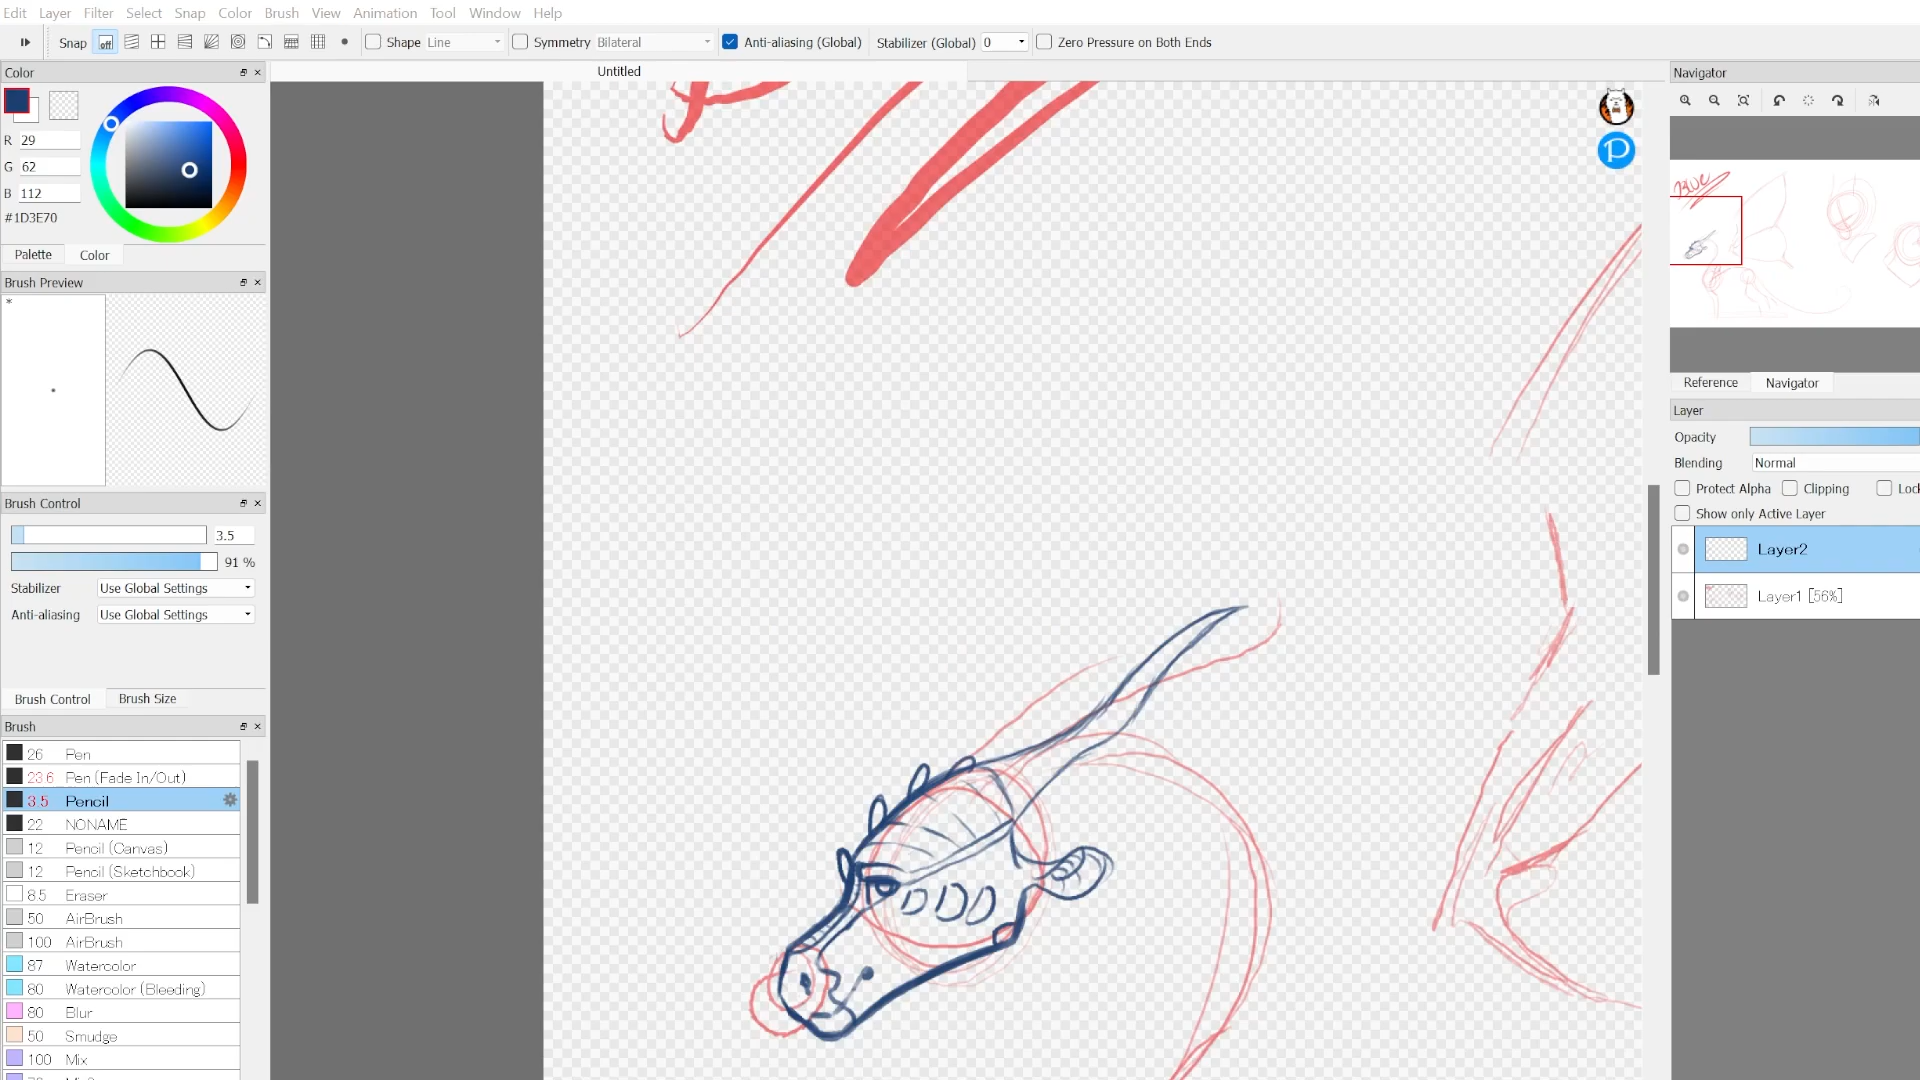 Edit Layer Filter Select Snap Color Brush View Animation Tool Window Help
Snap off Shape Line Symmetry Bilateral Anti-aliasing (Global) Stabilizer (Global) 0 Zero Pressure on Both Ends
Color
Untitled
Navigator
R 29
G 62
B 112
#1D3E70
Palette Color
Brush Preview
*
BLUE
Reference Navigator
Layer
Opacity
Blending Normal
Protect Alpha Clipping Lock
Show only Active Layer
Layer2
Layer1 [56%]
Brush Control
3.5
91 %
Stabilizer Use Global Settings
Anti-aliasing Use Global Settings
Brush Control Brush Size
Brush
26 Pen
23.6 Pen (Fade In/Out)
3.5 Pencil
22 NONAME
12 Pencil (Canvas)
12 Pencil (Sketchbook)
8.5 Eraser
50 AirBrush
100 AirBrush
87 Watercolor
80 Watercolor (Bleeding)
80 Blur
50 Smudge
100 Mix